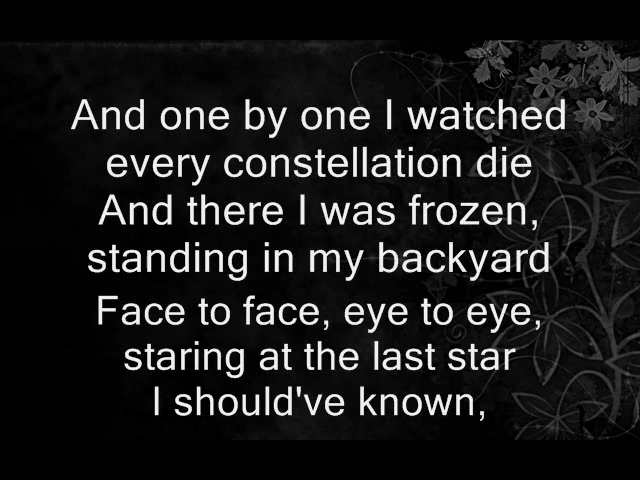 And one by one I watched
every constellation die
And there I was frozen,
standing in my backyard
Face to face, eye to eye,
staring at the last star
I should've known,